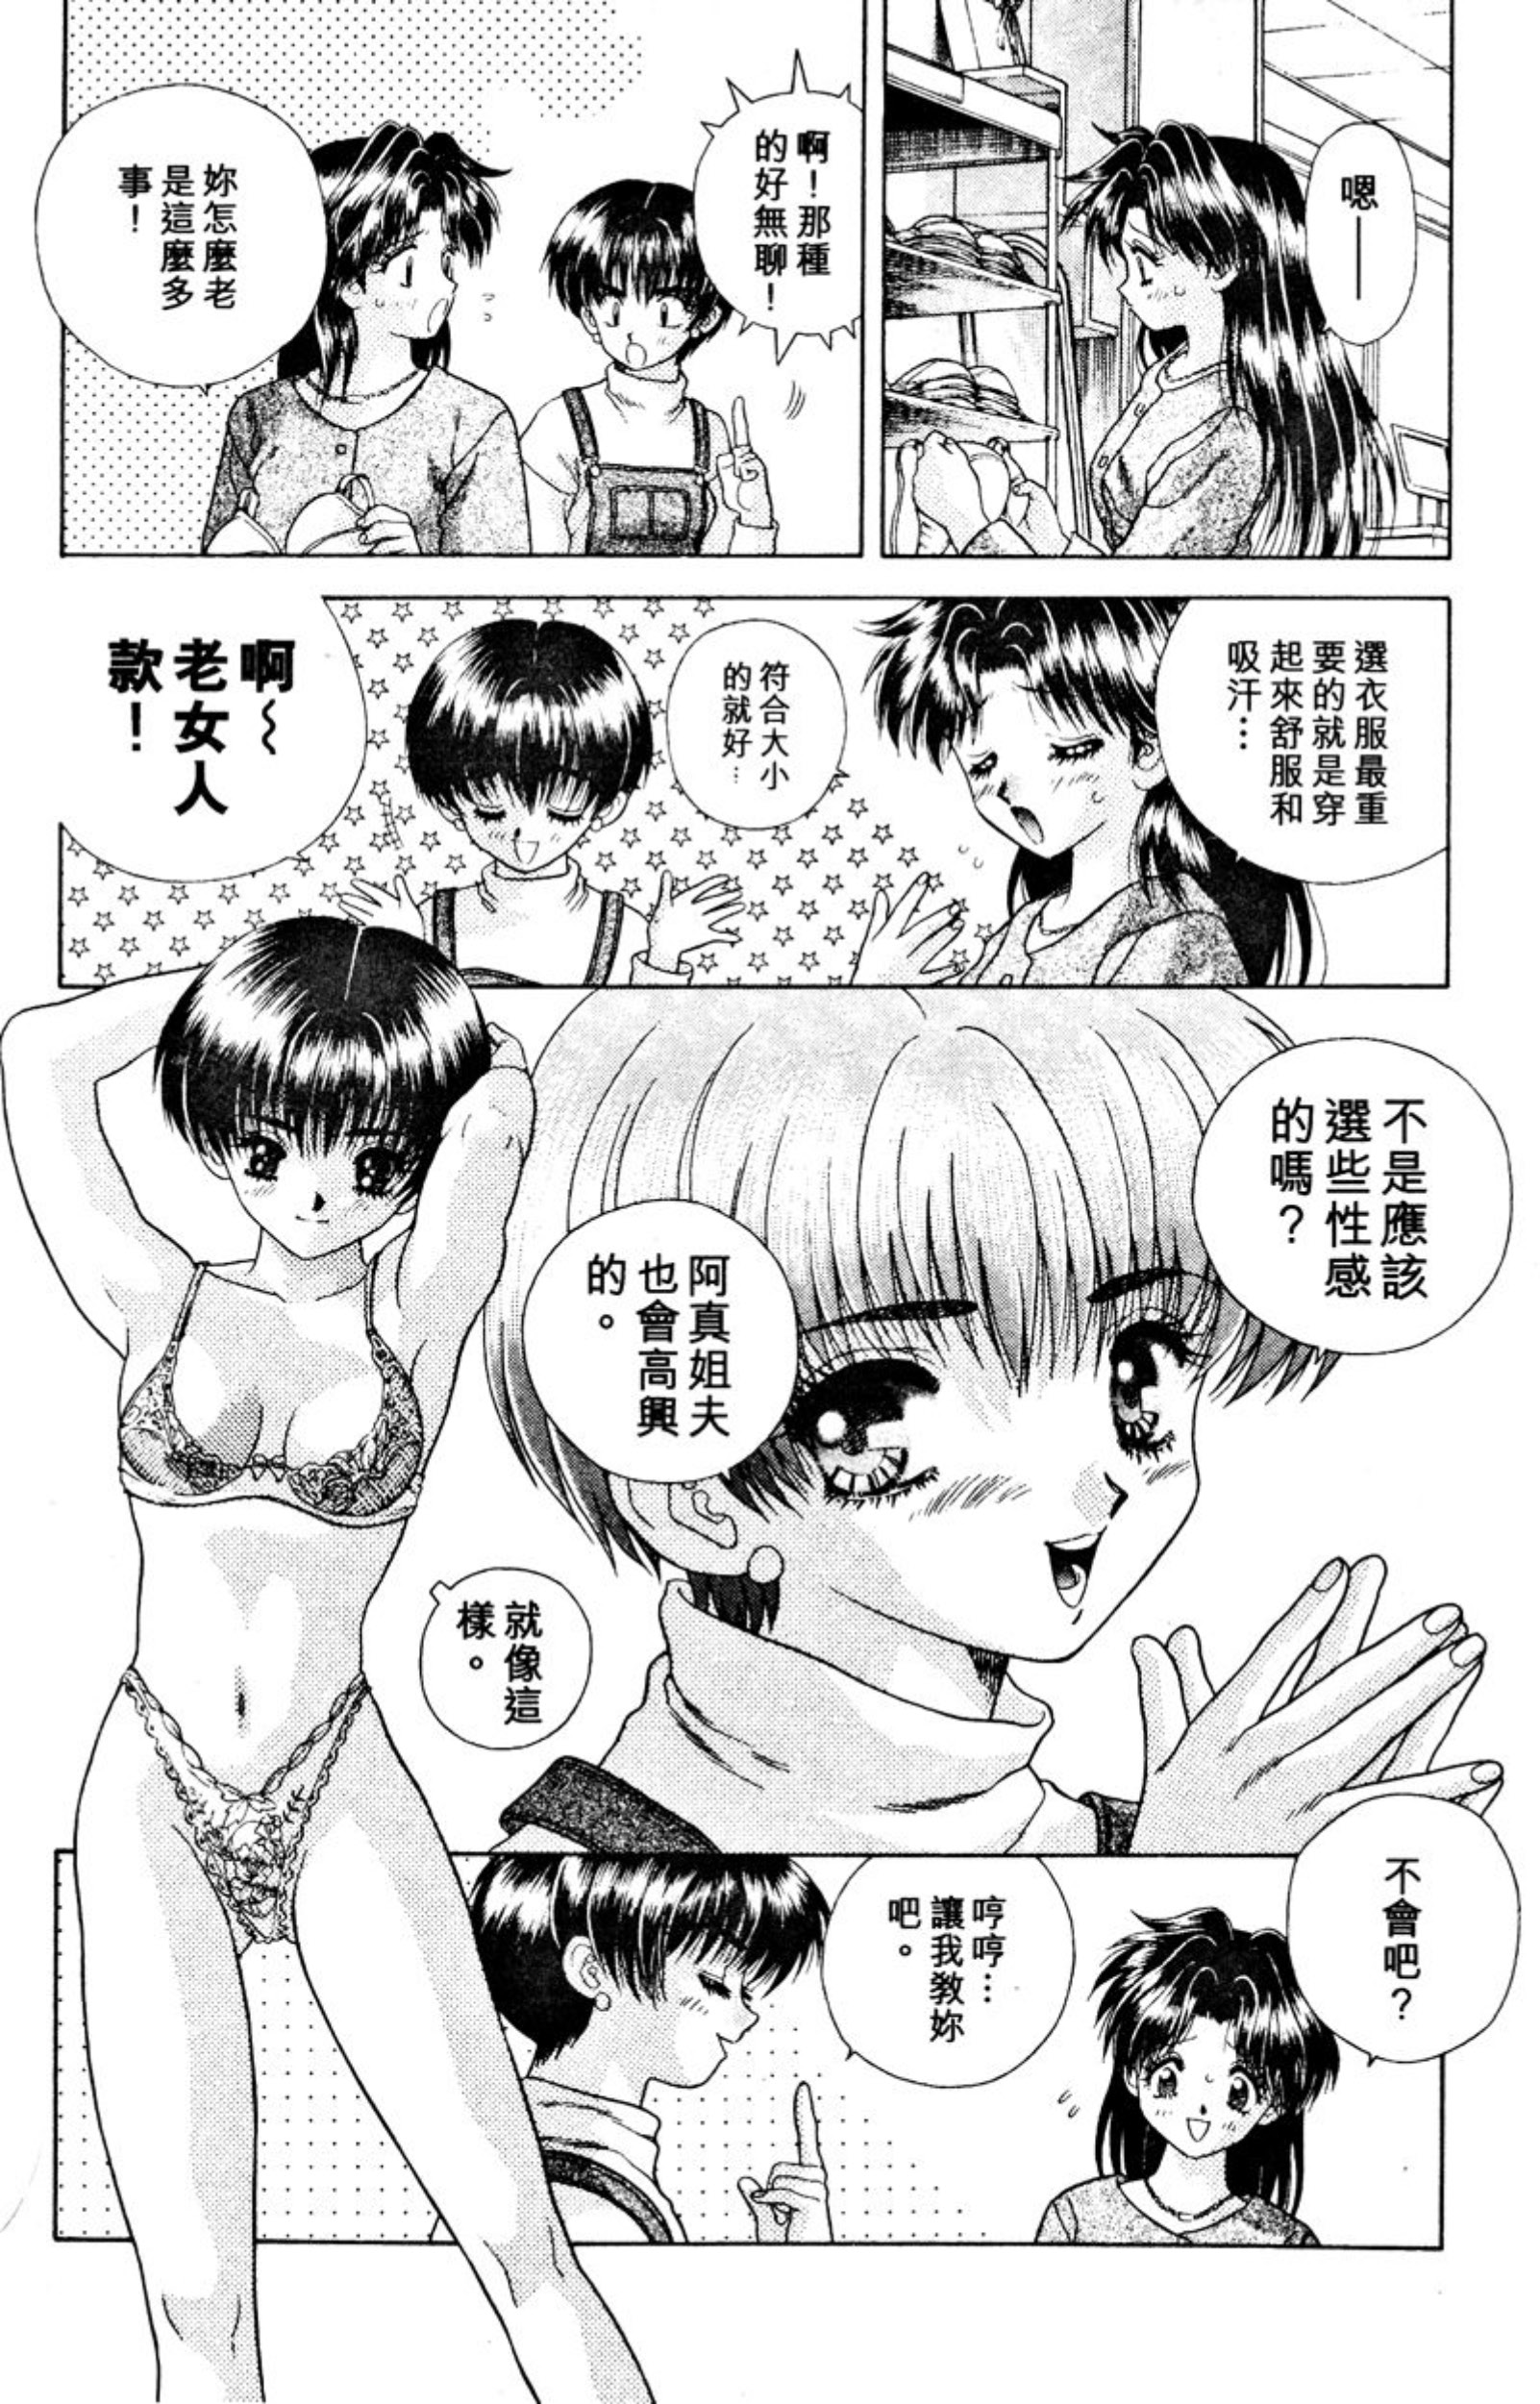 嗯——
啊！那種
的好無聊！
妳怎麼老
是這麼多
事！
選衣服最重
要的就是穿
起來舒服和
吸汗…
符合大小
的就好…
啊～
老女人
款！
不是應該
選些性感
的嗎？
阿真姐夫
也會高興
的。
就像這
樣。
不會吧？
哼哼…
讓我教妳
吧。